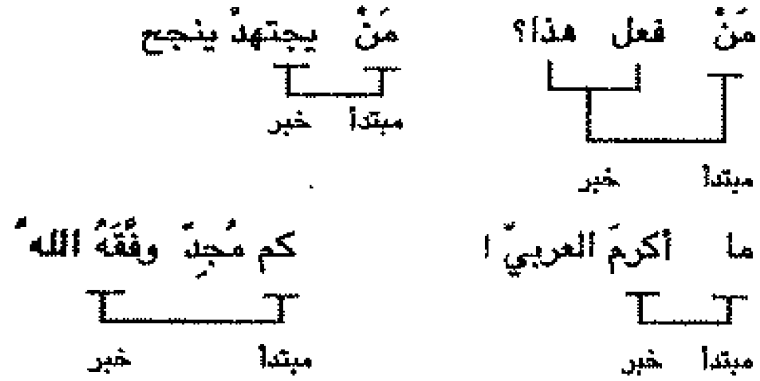 مَنْ فعل هذا؟
مبتدأ خبر
مَنْ يجتهدْ ينجح
مبتدأ خبر
ما أكرمَ العربيَّ !
مبتدأ خبر
كم مُجِدّ وفَّقَهُ اللهُ
مبتدأ خبر